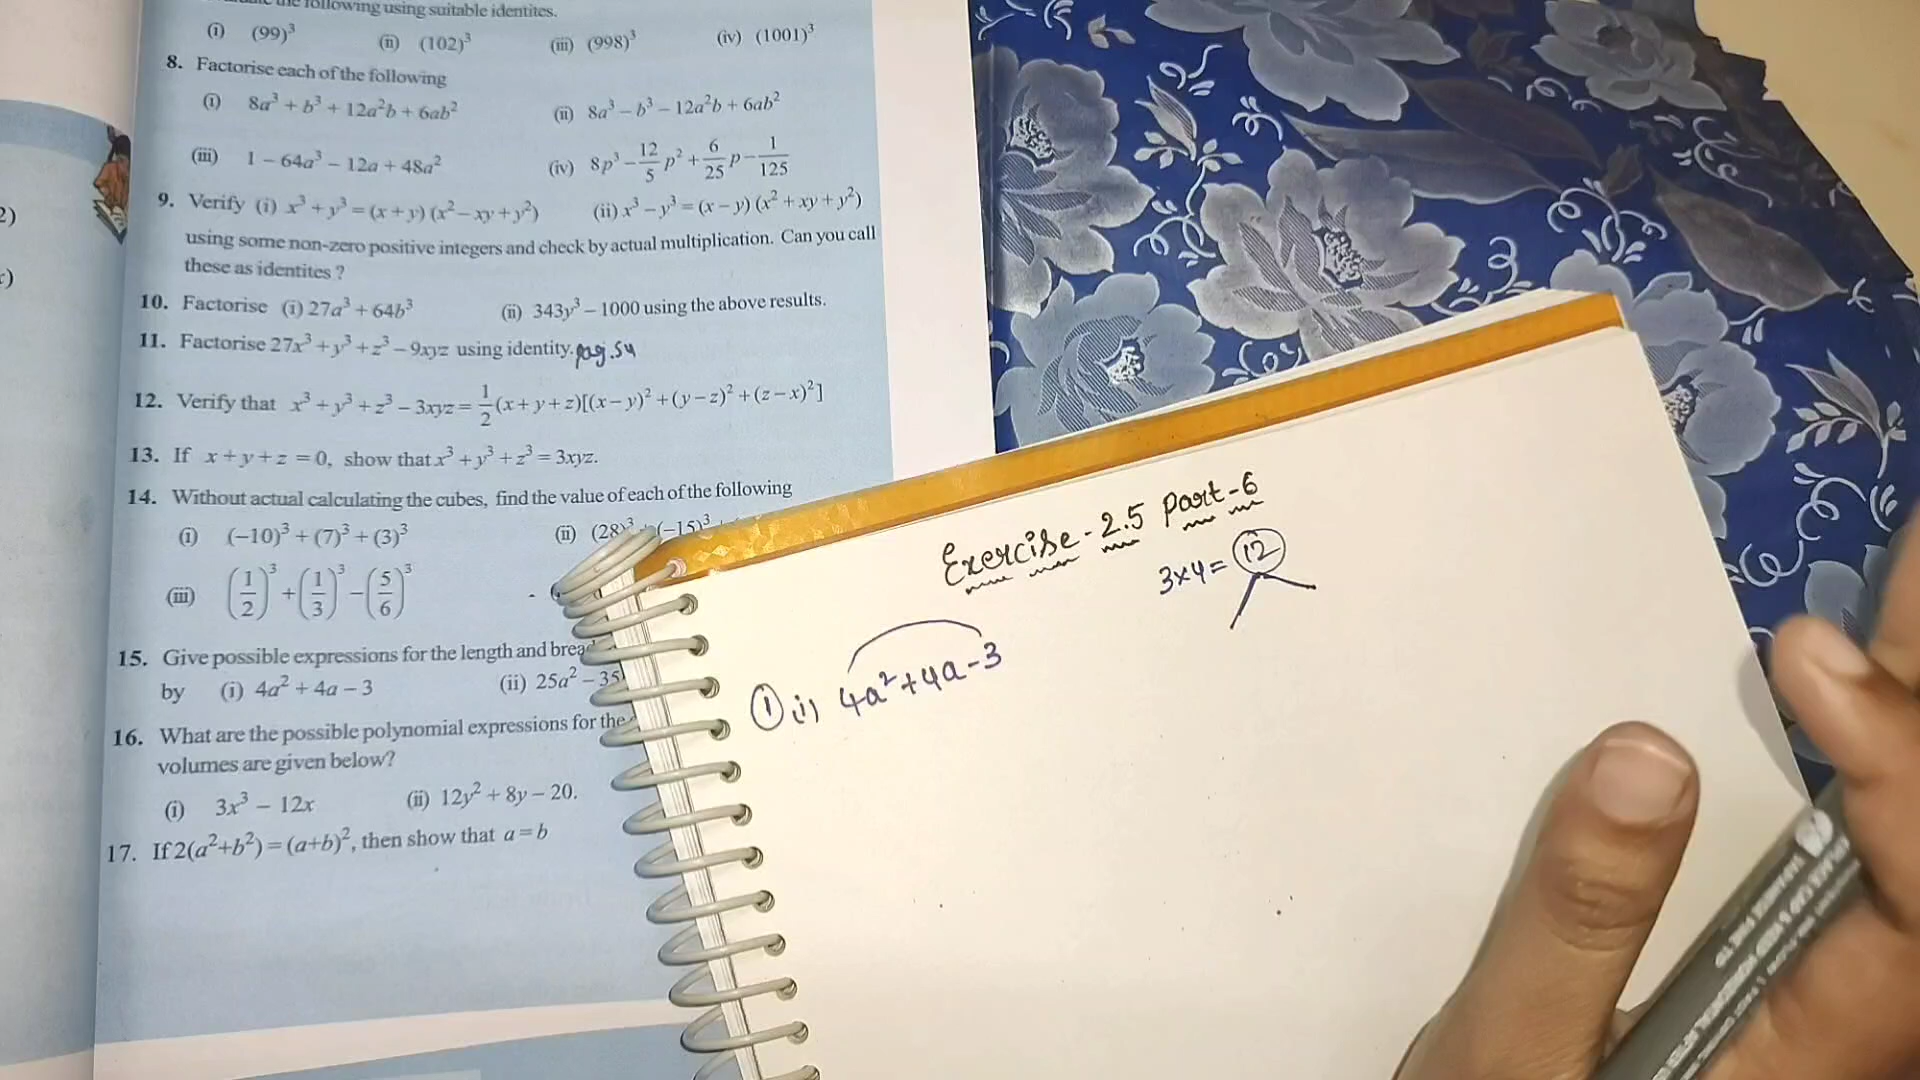 the following using suitable identites.
(i) (99)³ (ii) (102)³ (iii) (998)³ (iv) (1001)³
8. Factorise each of the following
(i) 8a³ + b³ + 12a²b + 6ab² (ii) 8a³ – b³ – 12a²b + 6ab²
(iii) 1 – 64a³ – 12a + 48a² (iv) 8p³ – 12/5 p² + 6/25 p – 1/125
9. Verify (i) x³ + y³ = (x + y) (x² – xy + y²) (ii) x³ – y³ = (x – y) (x² + xy + y²)
using some non-zero positive integers and check by actual multiplication. Can you call
these as identites ?
10. Factorise (i) 27a³ + 64b³ (ii) 343y³ – 1000 using the above results.
11. Factorise 27x³ + y³ + z³ – 9xyz using identity. pag.54
12. Verify that x³ + y³ + z³ – 3xyz = 1/2 (x + y + z)[(x – y)² + (y – z)² + (z – x)²]
13. If x + y + z = 0, show that x³ + y³ + z³ = 3xyz.
14. Without actual calculating the cubes, find the value of each of the following
(i) (–10)³ + (7)³ + (3)³ (ii) (28)³ (–15)³
(iii) (1/2)³ + (1/3)³ – (5/6)³
15. Give possible expressions for the length and
by (i) 4a² + 4a – 3 (ii) 25a² – 35
16. What are the possible polynomial expressions for the
volumes are given below?
(i) 3x³ – 12x (ii) 12y² + 8y – 20.
17. If 2(a²+b²) = (a+b)², then show that a = b
2)
Exercise-2.5 Part-6
3x4= 12
① i) 4a²+4a-3